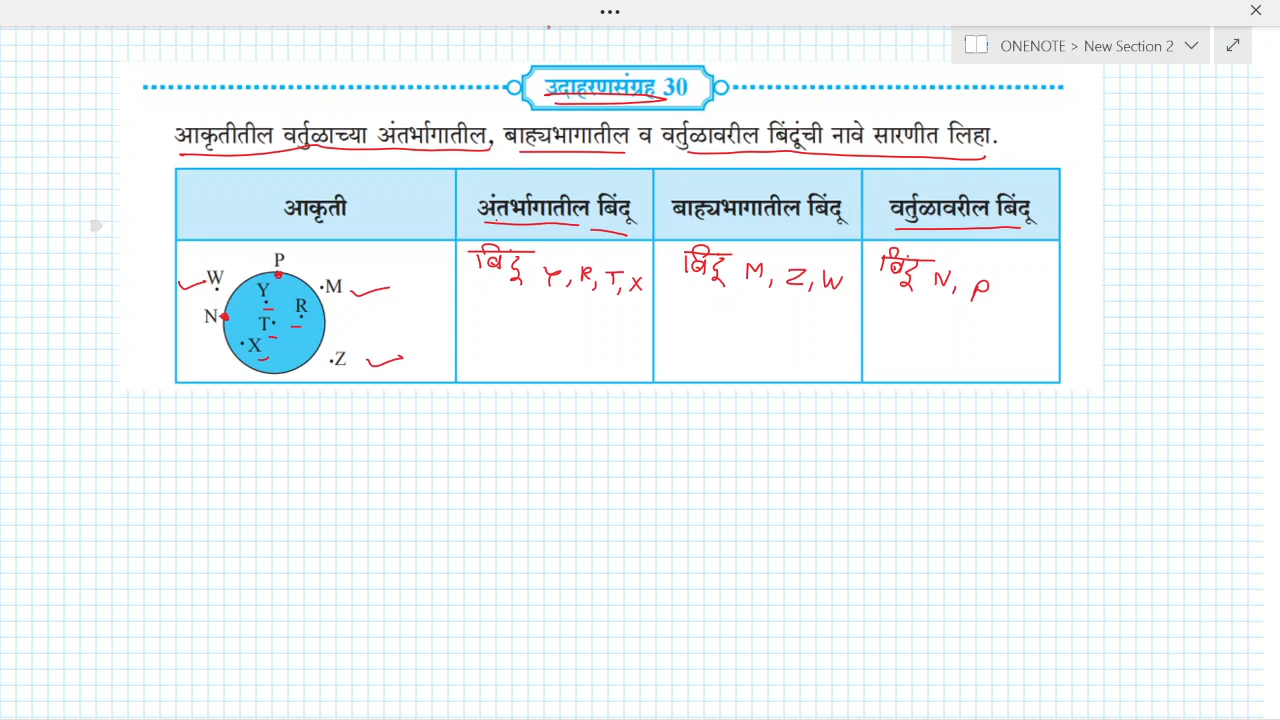 ONENOTE > New Section 2
उदाहरणसंग्रह 30
आकृतीतील वर्तुळाच्या अंतर्भागातील, बाह्यभागातील व वर्तुळावरील बिंदूंची नावे सारणीत लिहा.
आकृती अंतर्भागातील बिंदू बाह्यभागातील बिंदू वर्तुळावरील बिंदू
P
W
Y
M
N
R
T
X
Z
बिंदू Y, R, T, X
बिंदू M, Z, W
बिंदू N, P